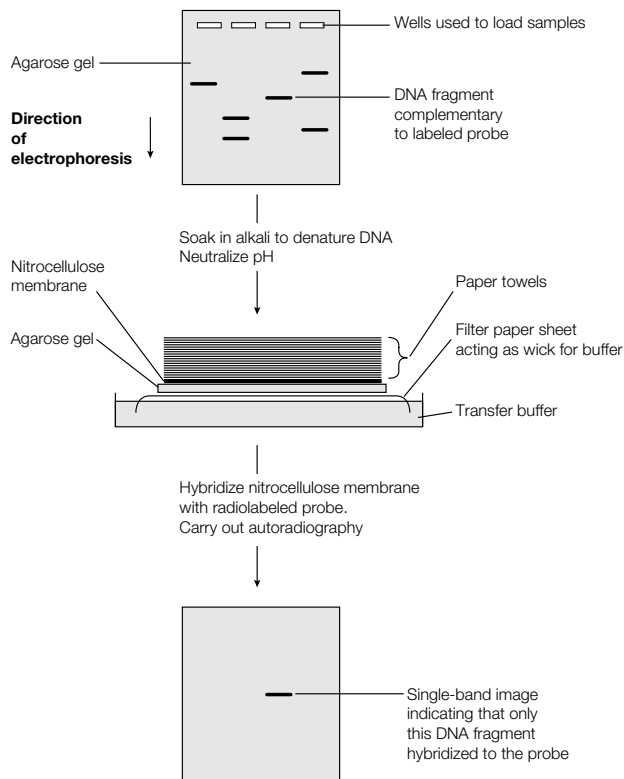 Wells used to load samples
Agarose gel
DNA fragment
complementary
to labeled probe
Direction
of
electrophoresis
Soak in alkali to denature DNA
Neutralize pH
Nitrocellulose
membrane
Paper towels
Agarose gel
Filter paper sheet
acting as wick for buffer
Transfer buffer
Hybridize nitrocellulose membrane
with radiolabeled probe.
Carry out autoradiography
Single-band image
indicating that only
this DNA fragment
hybridized to the probe